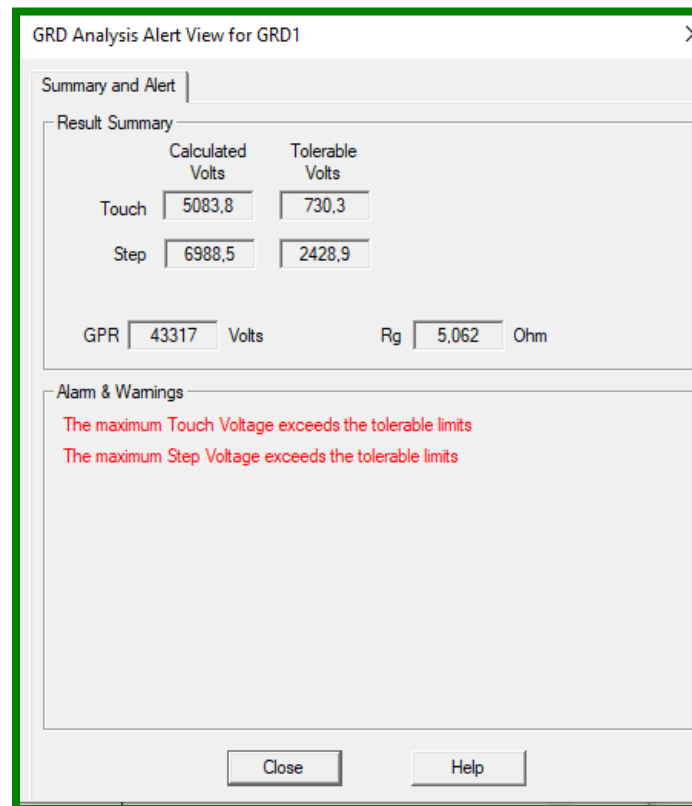 GRD Analysis Alert View for GRD1
Summary and Alert
Result Summary
Calculated Volts
Tolerable Volts
Touch 5083,8 730,3
Step 6988,5 2428,9
GPR 43317 Volts Rg 5,062 Ohm
Alarm & Warnings
The maximum Touch Voltage exceeds the tolerable limits
The maximum Step Voltage exceeds the tolerable limits
Close Help